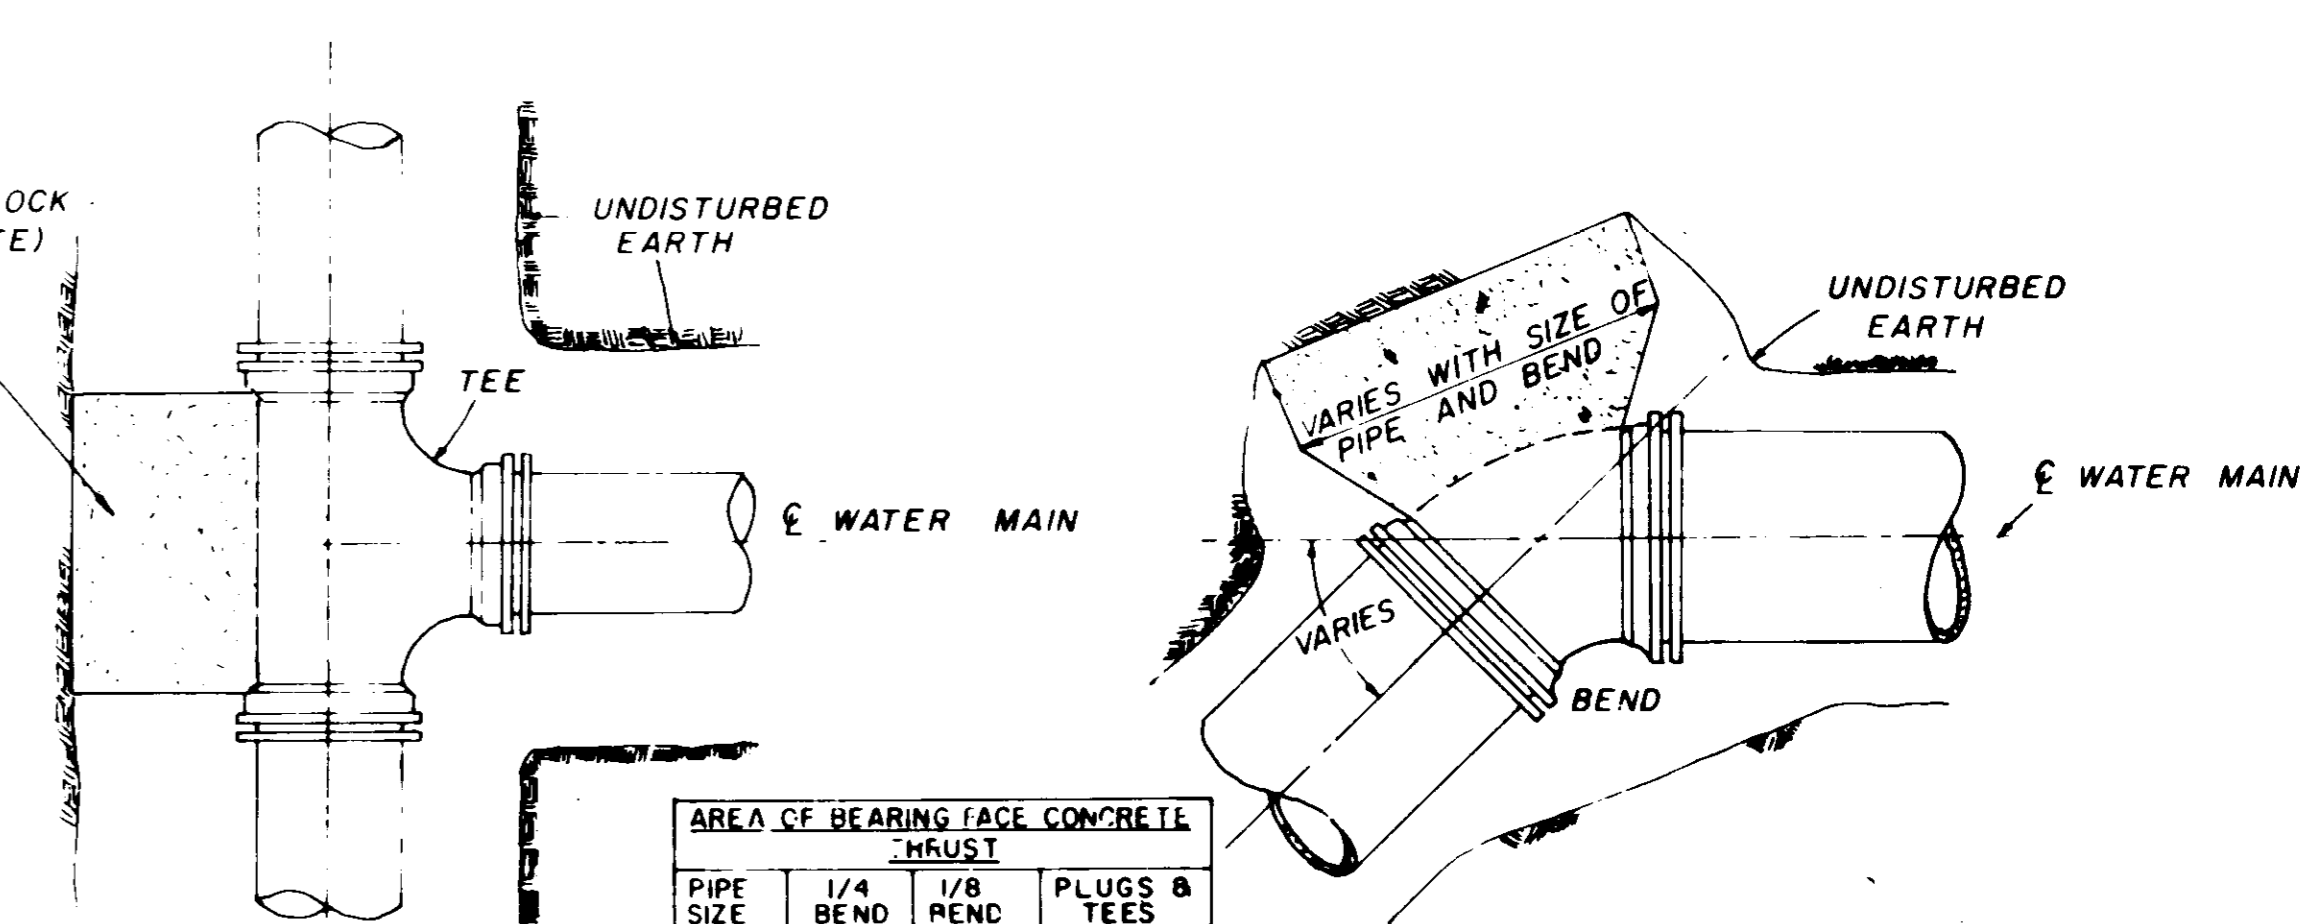 OCK
TE)
UNDISTURBED
EARTH
TEE
℄ WATER MAIN
UNDISTURBED
EARTH
VARIES WITH SIZE OF
PIPE AND BEND
℄ WATER MAIN
VARIES
BEND
AREA OF BEARING FACE CONCRETE
THRUST
PIPE SIZE
1/4 BEND
1/8 BEND
PLUGS & TEES